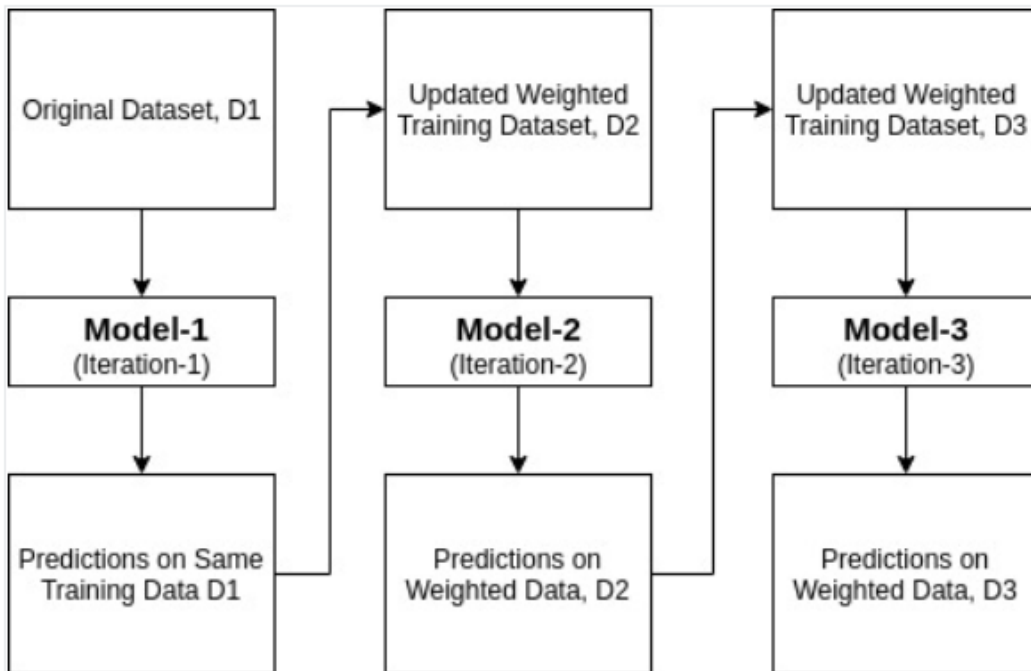 Original Dataset, D1
Updated Weighted
Training Dataset, D2
Updated Weighted
Training Dataset, D3
Model-1
(Iteration-1)
Model-2
(Iteration-2)
Model-3
(Iteration-3)
Predictions on Same
Training Data D1
Predictions on
Weighted Data, D2
Predictions on
Weighted Data, D3